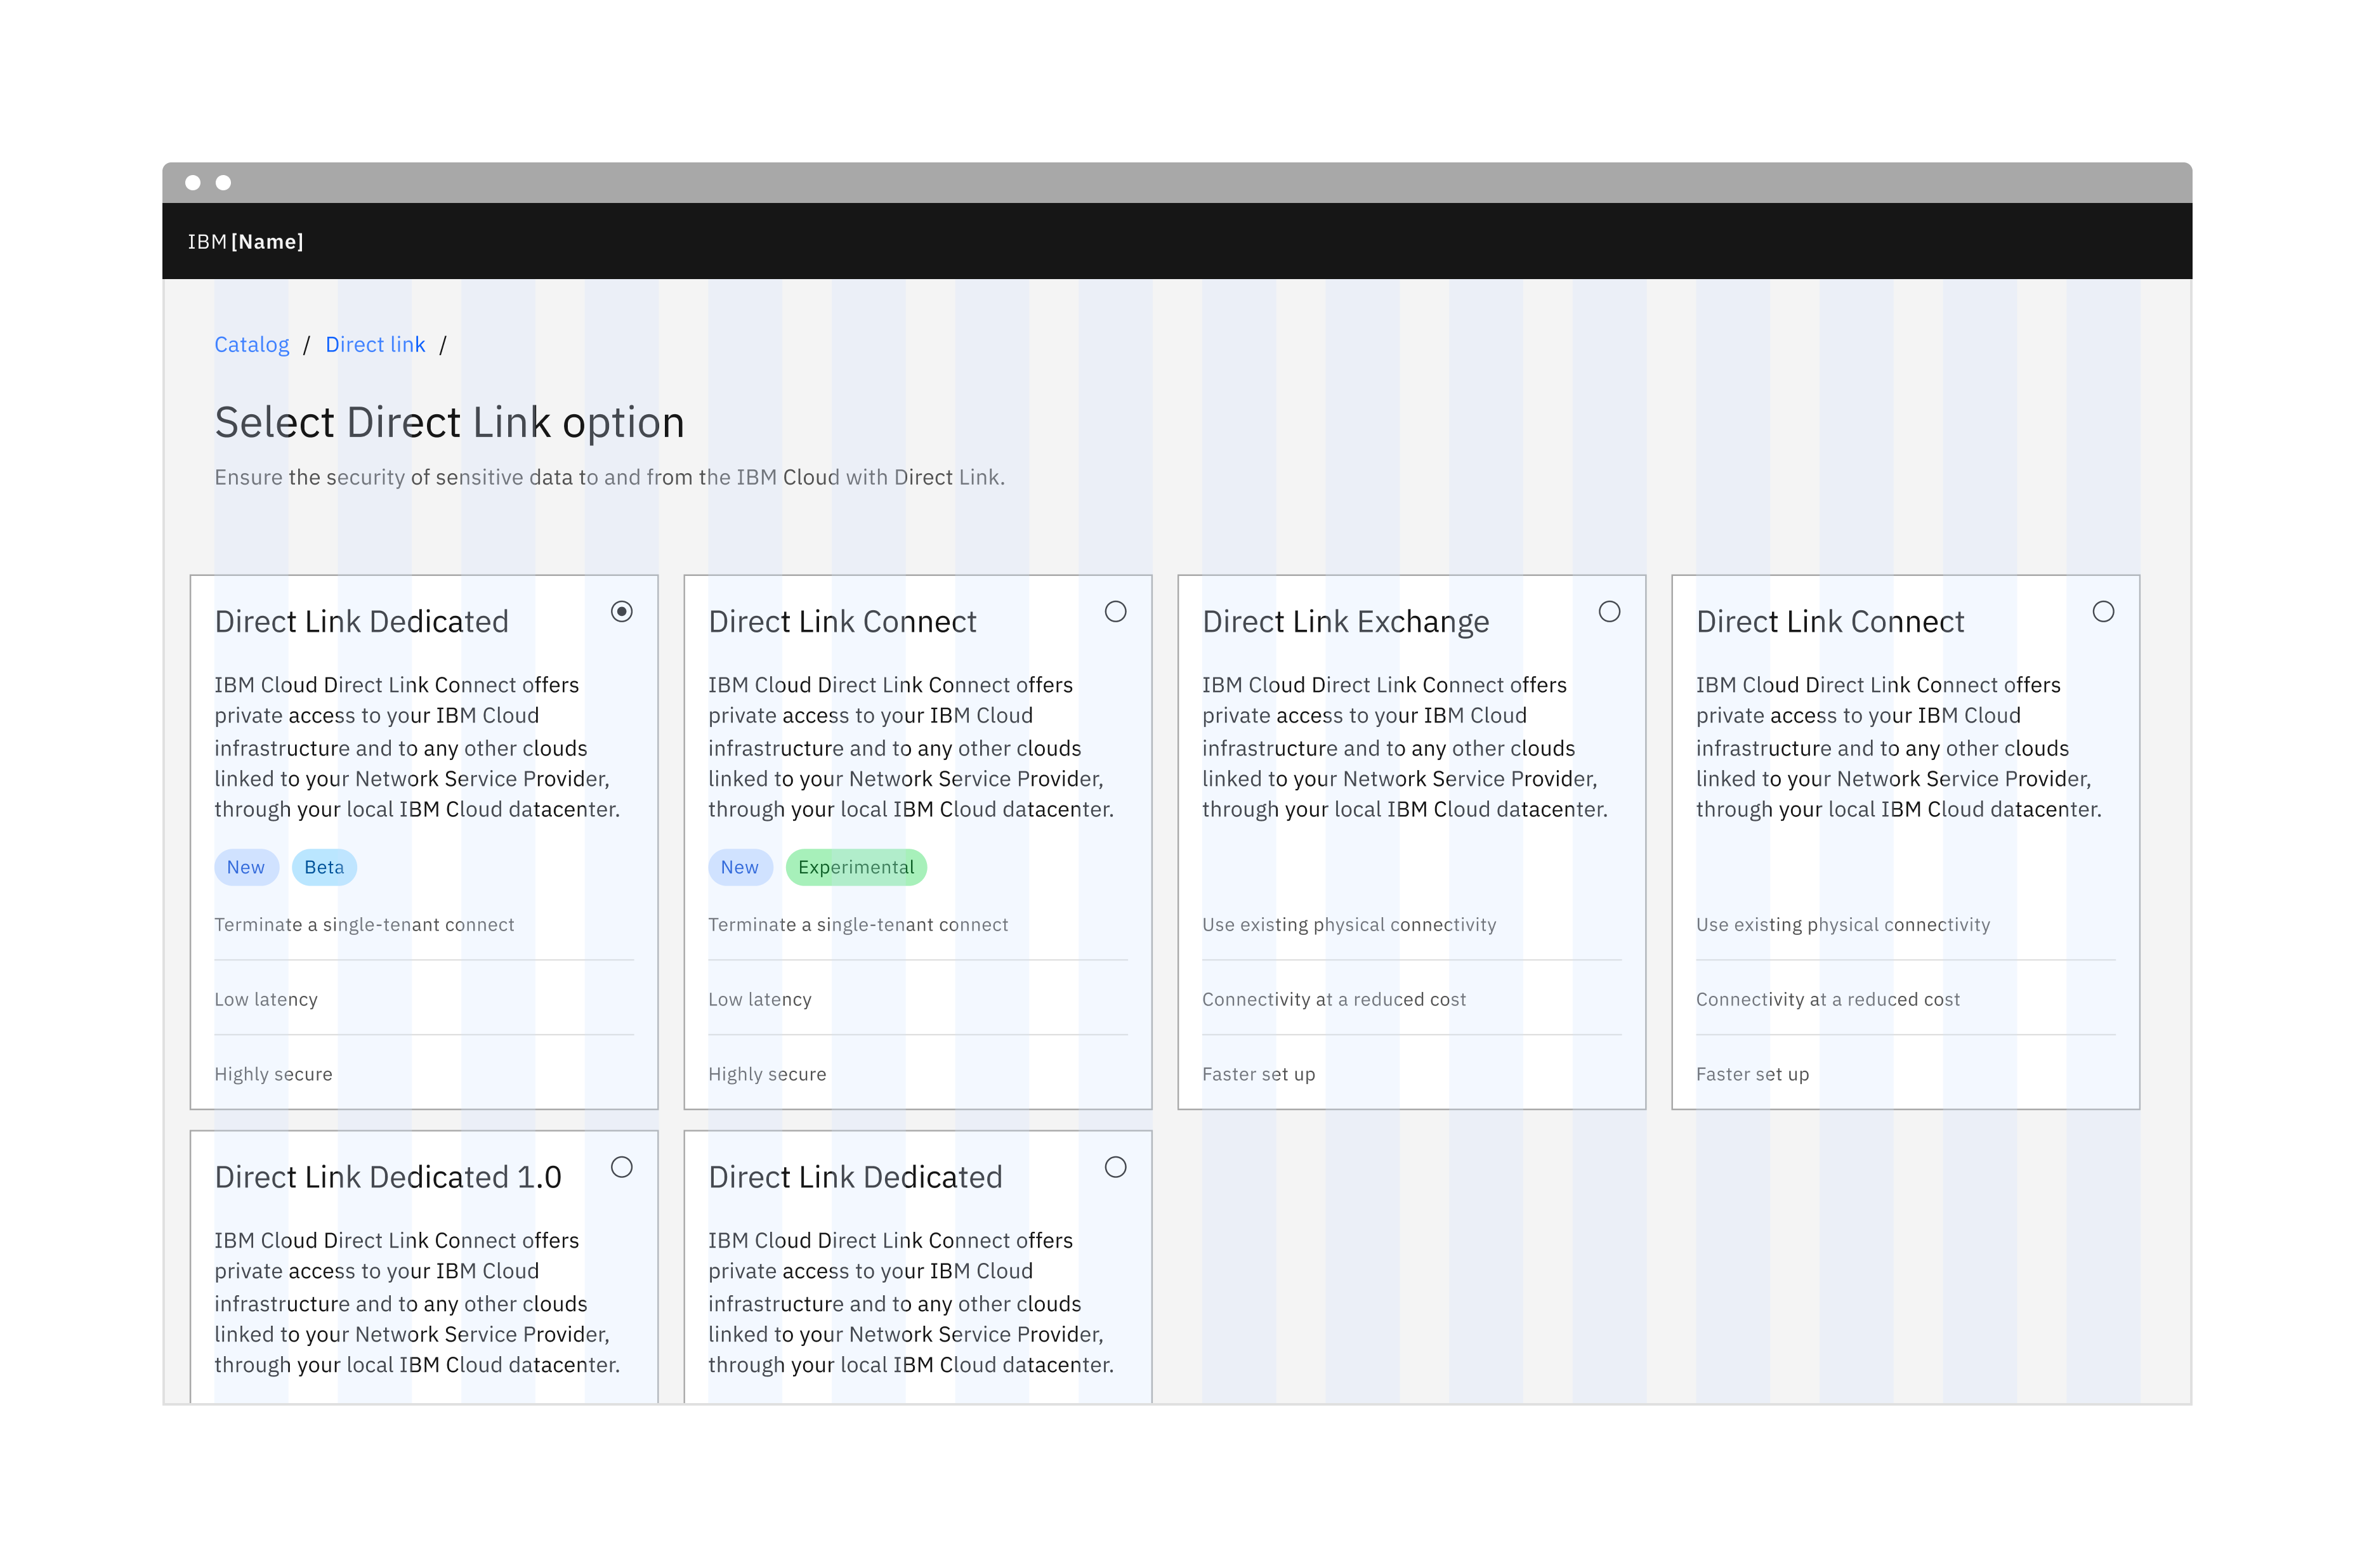 IBM [Name]
Catalog / Direct link /
Select Direct Link option
Ensure the security of sensitive data to and from the IBM Cloud with Direct Link.
Direct Link Dedicated
IBM Cloud Direct Link Connect offers
private access to your IBM Cloud
infrastructure and to any other clouds
linked to your Network Service Provider,
through your local IBM Cloud datacenter.
New Beta
Terminate a single-tenant connect
Low latency
Highly secure
Direct Link Connect
IBM Cloud Direct Link Connect offers
private access to your IBM Cloud
infrastructure and to any other clouds
linked to your Network Service Provider,
through your local IBM Cloud datacenter.
New Experimental
Terminate a single-tenant connect
Low latency
Highly secure
Direct Link Exchange
IBM Cloud Direct Link Connect offers
private access to your IBM Cloud
infrastructure and to any other clouds
linked to your Network Service Provider,
through your local IBM Cloud datacenter.
Use existing physical connectivity
Connectivity at a reduced cost
Faster set up
Direct Link Connect
IBM Cloud Direct Link Connect offers
private access to your IBM Cloud
infrastructure and to any other clouds
linked to your Network Service Provider,
through your local IBM Cloud datacenter.
Use existing physical connectivity
Connectivity at a reduced cost
Faster set up
Direct Link Dedicated 1.0
IBM Cloud Direct Link Connect offers
private access to your IBM Cloud
infrastructure and to any other clouds
linked to your Network Service Provider,
through your local IBM Cloud datacenter.
Direct Link Dedicated
IBM Cloud Direct Link Connect offers
private access to your IBM Cloud
infrastructure and to any other clouds
linked to your Network Service Provider,
through your local IBM Cloud datacenter.